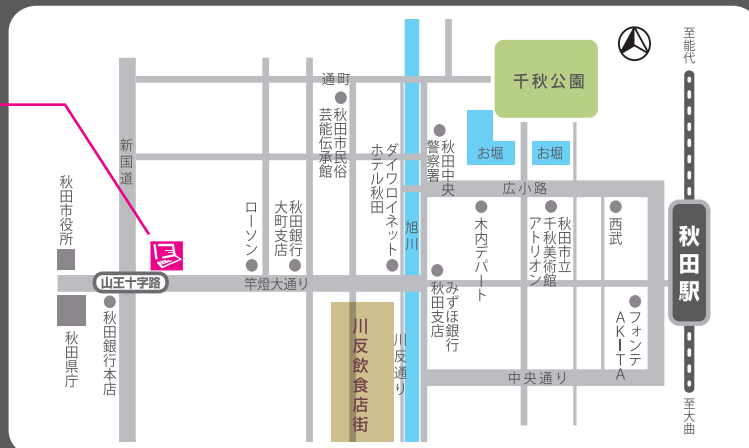 至能代
千秋公園
通町
秋田市民俗
芸能伝承館
新国道
ダイワロイネット
ホテル秋田
秋田中央
警察署
お堀
お堀
広小路
秋田市役所
ローソン
秋田銀行
大町支店
旭川
木内デパート
秋田市立
千秋美術館
アトリオン
西武
秋田駅
山王十字路
竿燈大通り
みずほ銀行
秋田支店
フォンテ
AKITA
秋田県庁
秋田銀行本店
川反飲食店街
川反通り
中央通り
至大曲